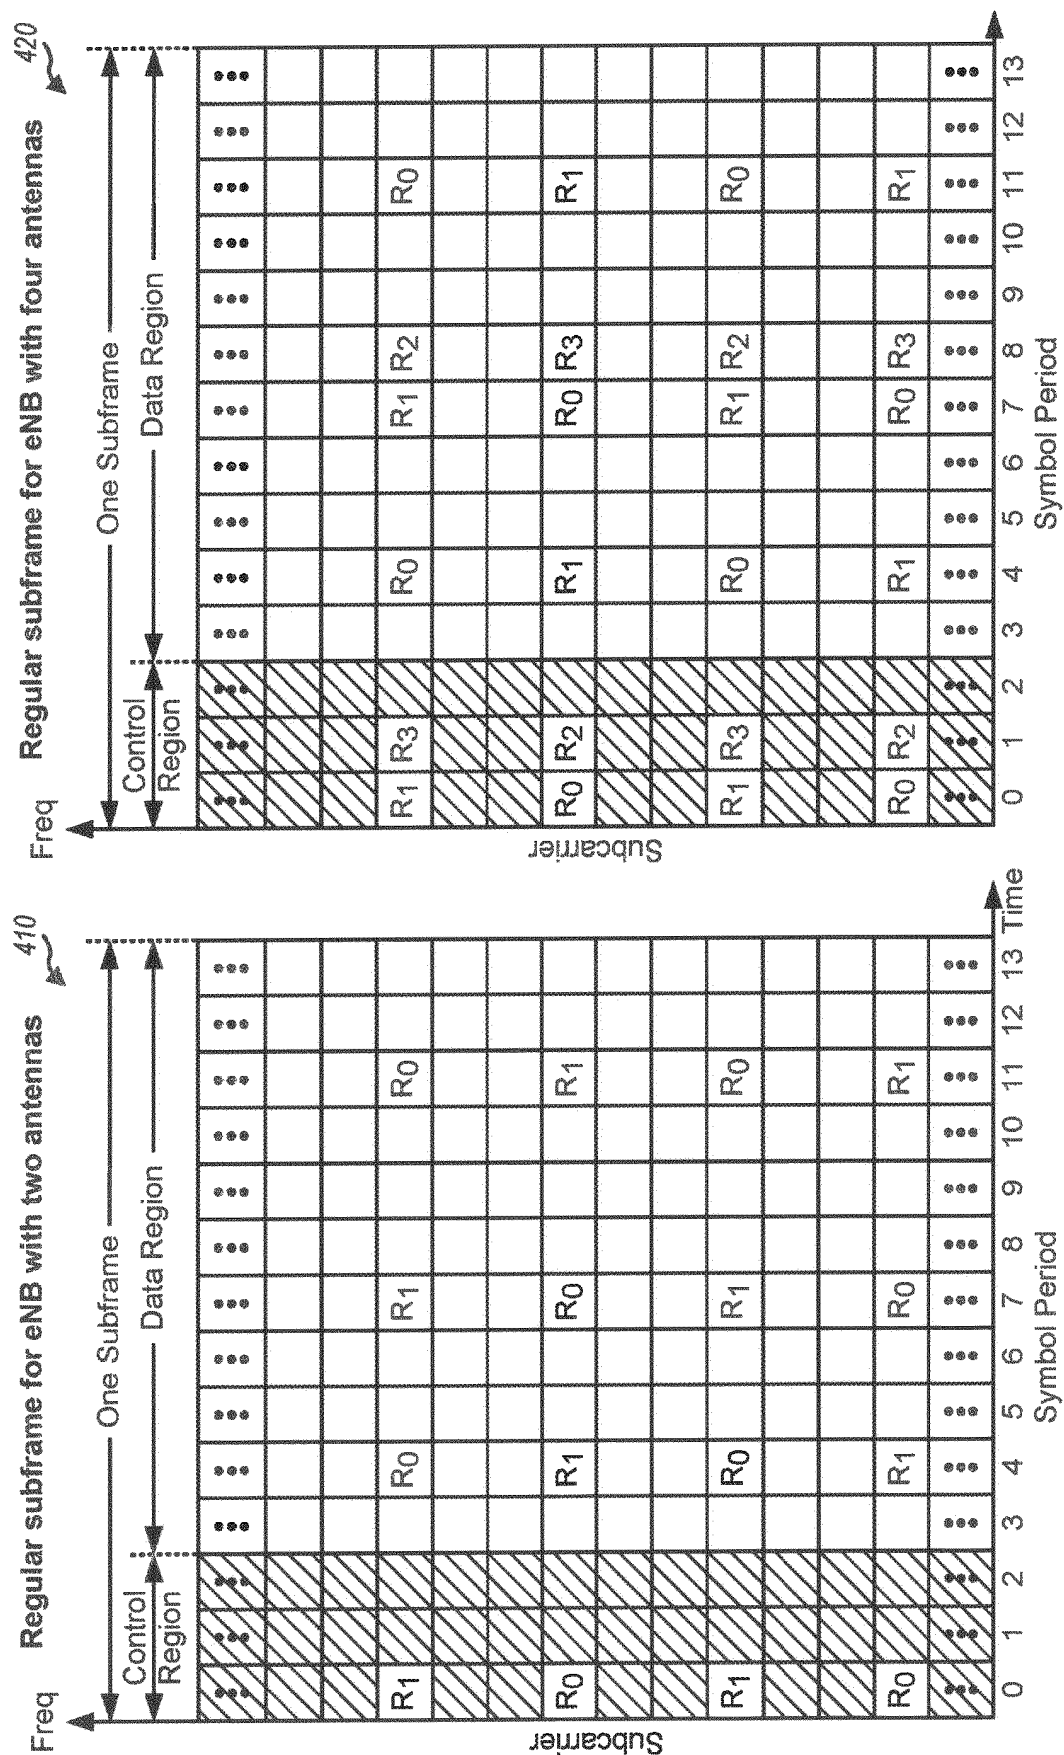 Regular subframe for eNB with two antennas
410
One Subframe
Control
Region
Data Region
Freq
Subcarrier
... ... ... ... ... ... ... ... ... ... ... ... ... ...
R1 R0 R1 R0
R0 R1 R0 R1
R1 R0 R1 R0
R0 R1 R0 R1
... ... ... ... ... ... ... ... ... ... ... ... ... ...
0 1 2 3 4 5 6 7 8 9 10 11 12 13
Time
Symbol Period
Regular subframe for eNB with four antennas
420
One Subframe
Control
Region
Data Region
Freq
Subcarrier
... ... ... ... ... ... ... ... ... ... ... ... ... ...
R1 R3 R0 R1 R2 R0
R0 R2 R1 R0 R3 R1
R1 R3 R0 R1 R2 R0
R0 R2 R1 R0 R3 R1
... ... ... ... ... ... ... ... ... ... ... ... ... ...
0 1 2 3 4 5 6 7 8 9 10 11 12 13
Symbol Period